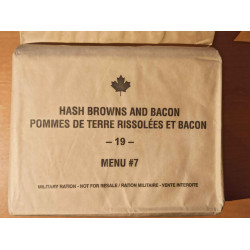 HASH BROWNS AND BACON
POMMES DE TERRE RISSOLÉES ET BACON
– 19 –
MENU #7
MILITARY RATION - NOT FOR RESALE / RATION MILITAIRE - VENTE INTERDITE